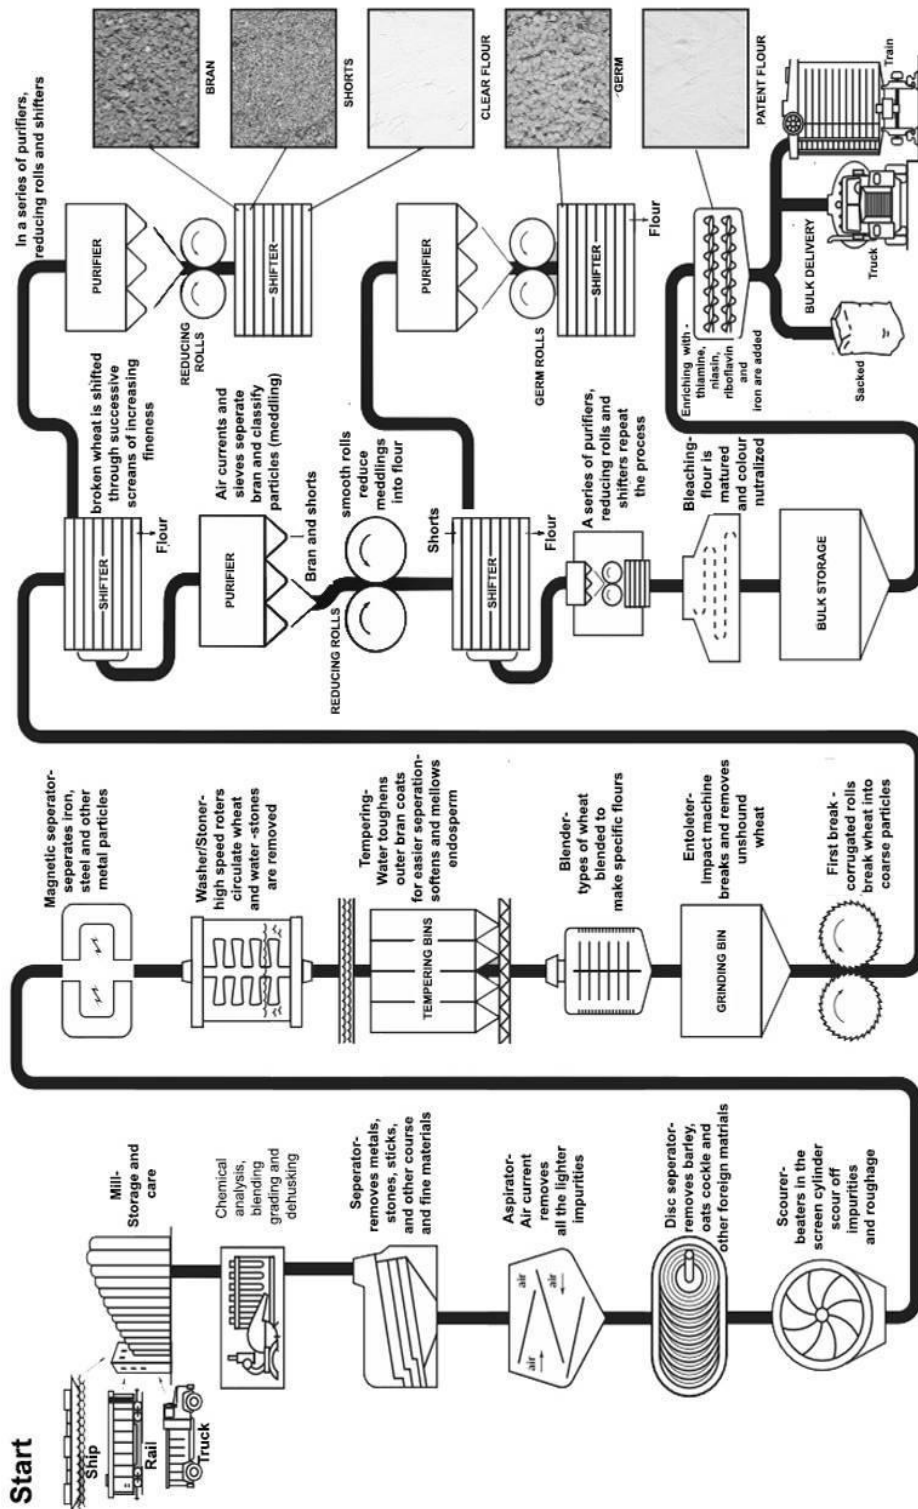 Start
Ship
Rail
Truck
Mill-
Storage and
care
Chemical
analysis,
blending
grading and
dehusking
Seperator-
removes metals,
stones, sticks,
and other course
and fine materials
Aspirator-
Air current
removes
all the lighter
impurities
air
air
air
Disc seperator-
removes barley,
oats cockle and
other foreign matrials
Scourer-
beaters in the
screen cylinder
scour off
impurities
and roughage
Magnetic seperator-
seperates iron,
steel and other
metal particles
Washer/Stoner-
high speed roters
circulate wheat
and water -stones
are removed
Tempering-
Water toughens
outer bran coats
for easier seperation-
softens and mellows
endosperm
TEMPERING BINS
Blender-
types of wheat
blended to
make specific flours
Entoleter-
Impact machine
breaks and removes
unshound
wheat
GRINDING BIN
First break -
corrugated rolls
break wheat into
coarse particles
broken wheat is shifted
through successive
screans of increasing
fineness
SHIFTER
Flour
Air currents and
sieves seperate
bran and classify
particles (meddling)
PURIFIER
Bran and shorts
smooth rolls
reduce
meddlings
into flour
REDUCING ROLLS
Shorts
SHIFTER
Flour
A series of purifiers,
reducing rolls and
shifters repeat
the process
Bleaching-
flour is
matured
and colour
nutralized
BULK STORAGE
In a series of purifiers,
reducing rolls and shifters
PURIFIER
REDUCING
ROLLS
SHIFTER
BRAN
SHORTS
CLEAR FLOUR
PURIFIER
GERM ROLLS
SHIFTER
Flour
GERM
Enriching with -
thiamine,
niasin,
riboflavin
and
iron are added
PATENT FLOUR
BULK DELIVERY
Sacked
Truck
Train